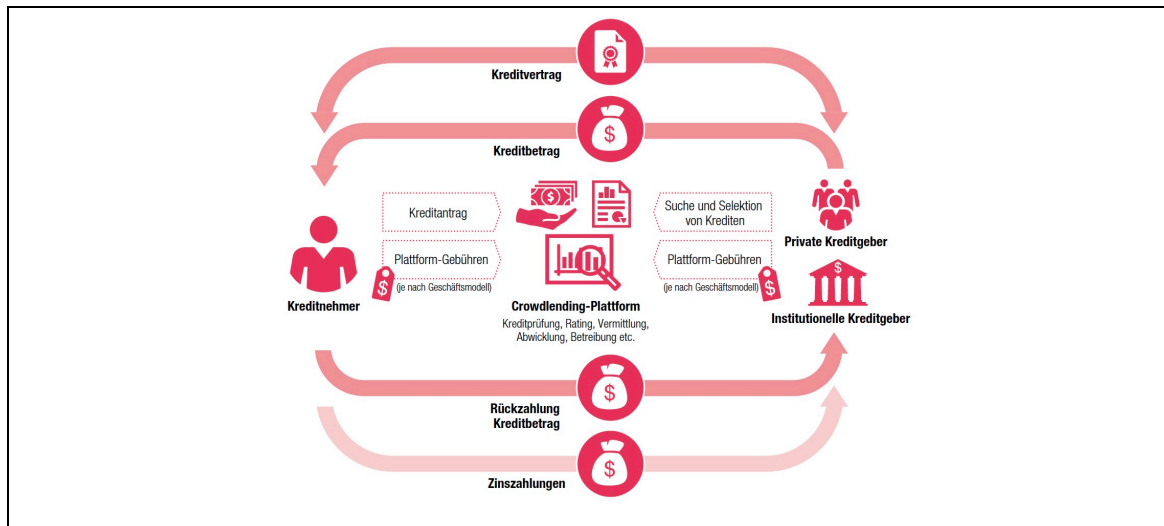 Kreditvertrag
$
Kreditbetrag
$
Kreditantrag
Suche und Selektion
von Krediten
Private Kreditgeber
Plattform-Gebühren
Plattform-Gebühren
$
$
$
(je nach Geschäftsmodell)
(je nach Geschäftsmodell)
Kreditnehmer
Crowdlending-Plattform
Institutionelle Kreditgeber
Kreditprüfung, Rating, Vermittlung,
Abwicklung, Betreibung etc.
$
Rückzahlung
Kreditbetrag
$
Zinszahlungen